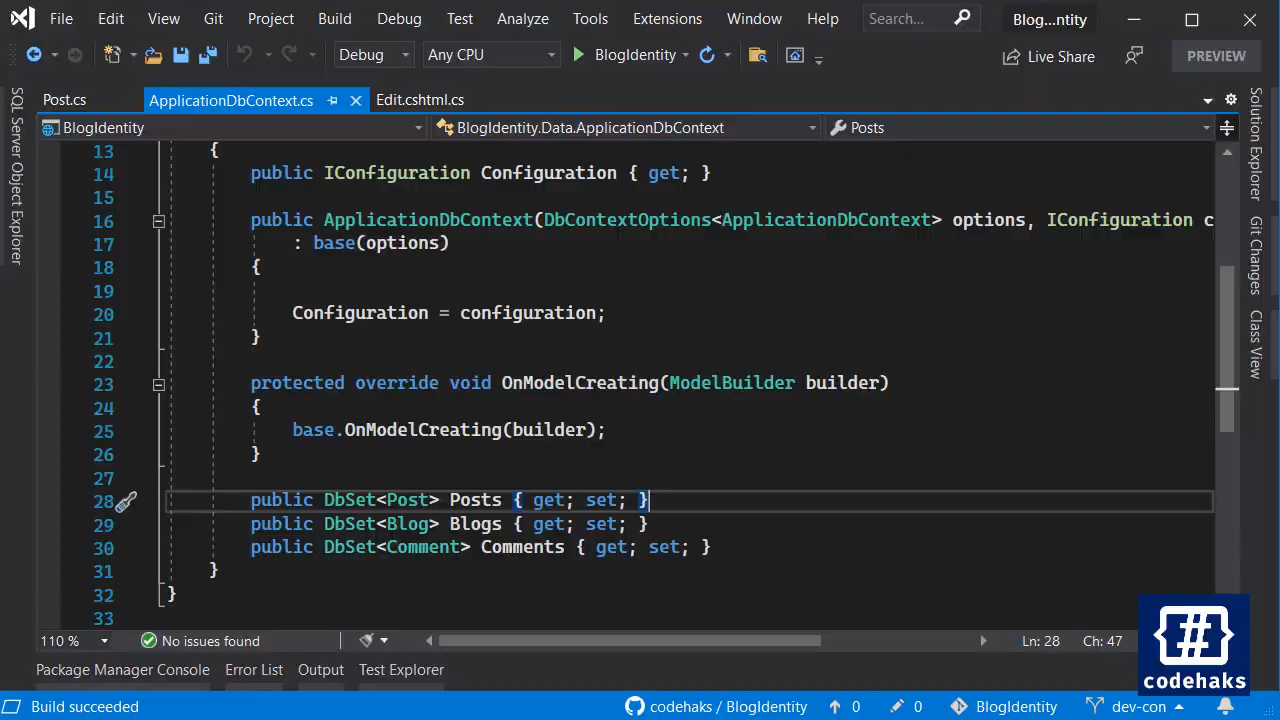 File Edit View Git Project Build Debug Test Analyze Tools Extensions Window Help Search... Blog...ntity
Debug Any CPU BlogIdentity Live Share PREVIEW
Post.cs ApplicationDbContext.cs Edit.cshtml.cs
BlogIdentity BlogIdentity.Data.ApplicationDbContext Posts
SQL Server Object Explorer
13 {
14 public IConfiguration Configuration { get; }
15
16 public ApplicationDbContext(DbContextOptions<ApplicationDbContext> options, IConfiguration c
17 : base(options)
18 {
19
20 Configuration = configuration;
21 }
22
23 protected override void OnModelCreating(ModelBuilder builder)
24 {
25 base.OnModelCreating(builder);
26 }
27
28 public DbSet<Post> Posts { get; set; }
29 public DbSet<Blog> Blogs { get; set; }
30 public DbSet<Comment> Comments { get; set; }
31 }
32 }
33
Solution Explorer
Git Changes
Class View
110 % No issues found Ln: 28 Ch: 47
Package Manager Console Error List Output Test Explorer
{#}
codehaks
Build succeeded codehaks / BlogIdentity 0 0 BlogIdentity dev-con